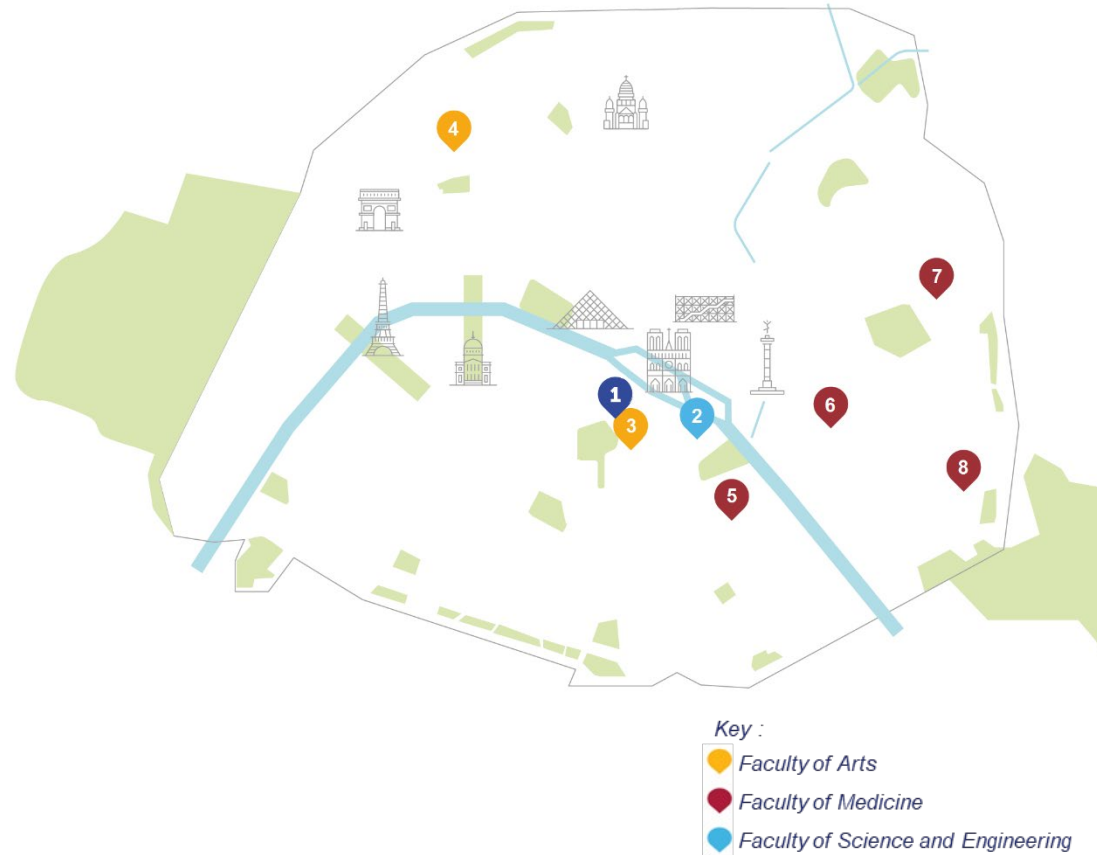 4
7
1
6
2
3
8
5
Key :
Faculty of Arts
Faculty of Medicine
Faculty of Science and Engineering